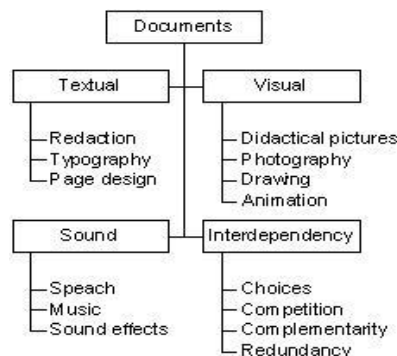 Documents
Textual
Redaction
Typography
Page design
Visual
Didactical pictures
Photography
Drawing
Animation
Sound
Speach
Music
Sound effects
Interdependency
Choices
Competition
Complementarity
Redundancy